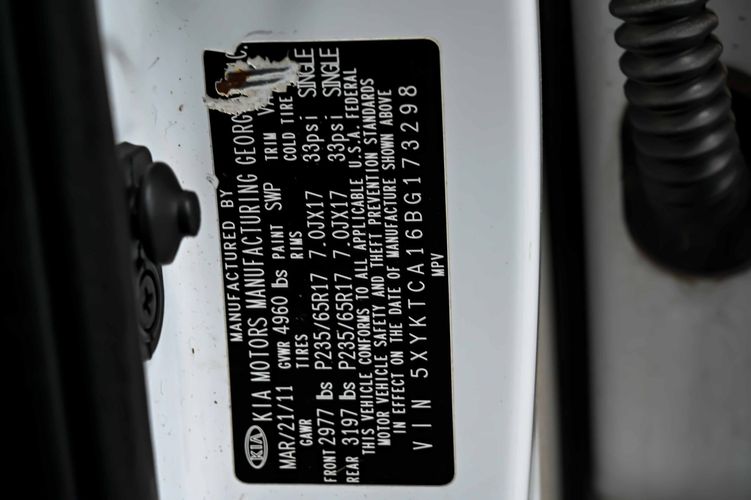 MANUFACTURED BY
KIA KIA MOTORS MANUFACTURING GEORG C.
MAR/21/11 GVWR 4960 lbs PAINT SWP TRIM
GAWR TIRES RIMS COLD TIRE
FRONT 2977 lbs P235/65R17 7.0JX17 33psi SINGLE
REAR 3197 lbs P235/65R17 7.0JX17 33psi SINGLE
THIS VEHICLE CONFORMS TO ALL APPLICABLE U.S.A. FEDERAL
MOTOR VEHICLE SAFETY AND THEFT PREVENTION STANDARDS
IN EFFECT ON THE DATE OF MANUFACTURE SHOWN ABOVE
VIN 5XYKTCA16BG173298
MPV